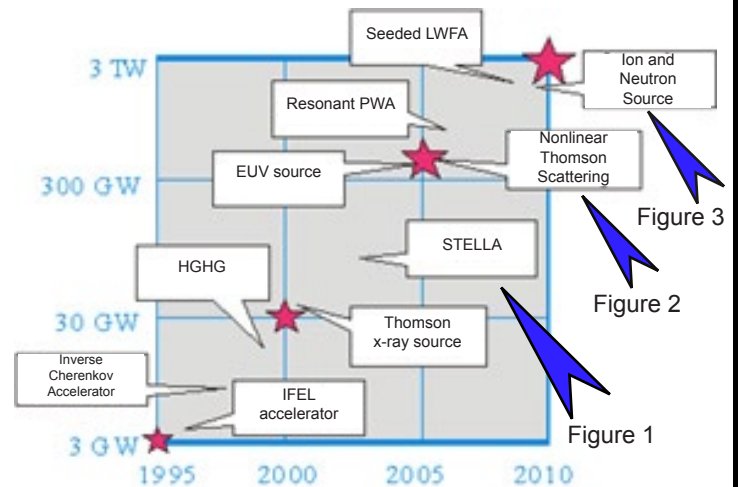 Seeded LWFA
3 TW
Ion and
Neutron
Source
Resonant PWA
Nonlinear
Thomson
Scattering
EUV source
300 GW
Figure 3
STELLA
HGHG
Figure 2
30 GW
Thomson
x-ray source
Inverse
Cherenkov
Accelerator
IFEL
accelerator
Figure 1
3 GW
1995
2000
2005
2010